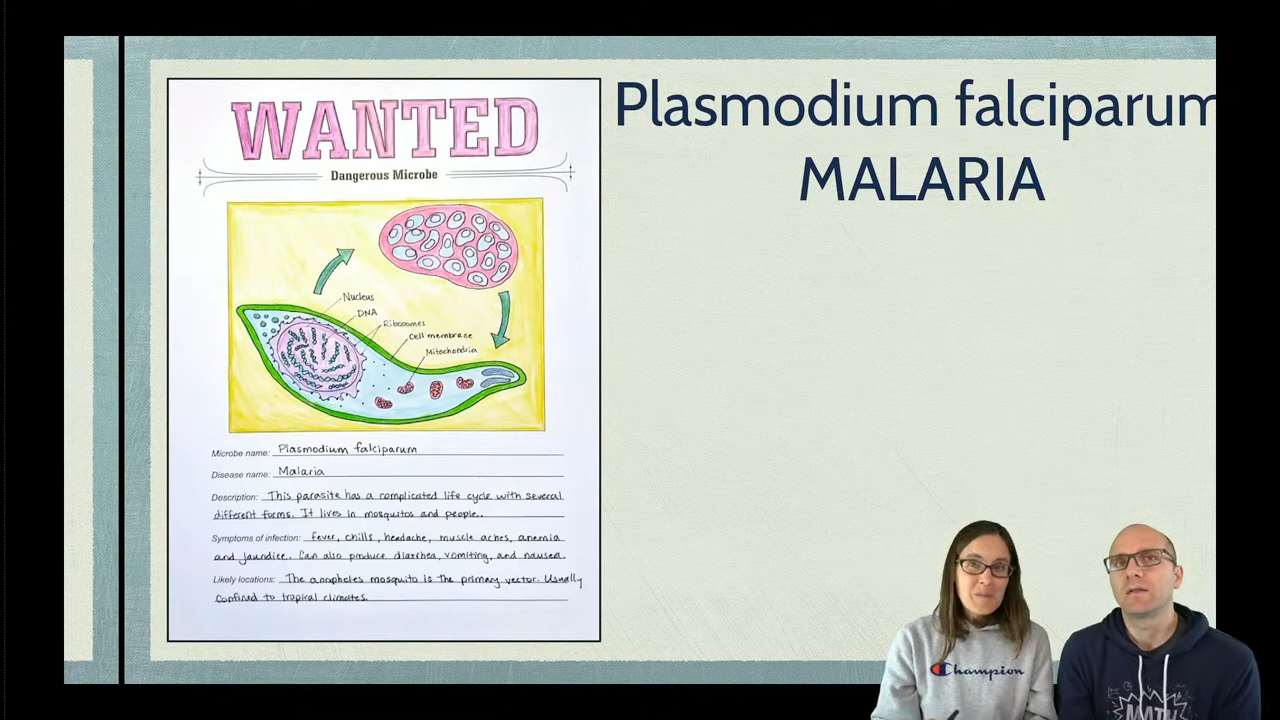 WANTED
Dangerous Microbe
Nucleus
DNA
Ribosomes
Cell membrane
Mitochondria
Microbe name: Plasmodium falciparum
Disease name: Malaria
Description: This parasite has a complicated life cycle with several
different forms. It lives in mosquitos and people..
Symptoms of infection: fever, chills, headache, muscle aches, anemia
and jaundice. Can also produce diarrhea, vomiting, and nausea.
Likely locations: The anopheles mosquito is the primary vector. Usually
confined to tropical climates.
Plasmodium falciparum
MALARIA
Champion
MATH